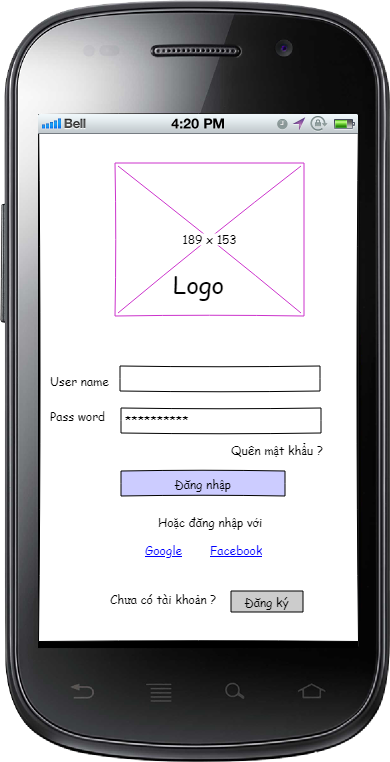 Bell 4:20 PM
189 x 153
Logo
User name
Pass word **********
Quên mật khẩu ?
Đăng nhập
Hoặc đăng nhập với
Google Facebook
Chưa có tài khoản ? Đăng ký